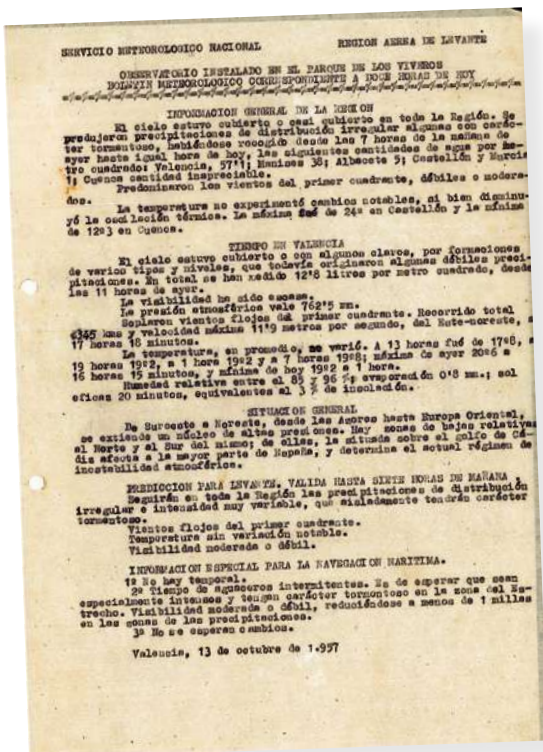 SERVICIO METEOROLOGICO NACIONAL REGION AEREA DE LEVANTE
OBSERVATORIO INSTALADO EN EL PARQUE DE LOS VIVEROS
BOLETIN METEOROLOGICO CORRESPONDIENTE A DOCE HORAS DE HOY
INFORMACION GENERAL DE LA REGION
El cielo estuvo cubierto o casi cubierto en toda la Región. Se
produjeron precipitaciones de distribución irregular algunas con carác-
ter tormentoso, habiéndose recogido desde las 7 horas de la mañana de
ayer hasta igual hora de hoy, las siguientes cantidades de agua por me-
tro cuadrado: Valencia, 57'1; Manises 38; Albacete 5; Castellón y Murcia
1; Cuenca cantidad inapreciable.
Predominaron los vientos del primer cuadrante, débiles o modera-
dos.
La temperatura no experimentó cambios notables, si bien disminu-
yó la oscilación térmica. La máxima fué de 24º en Castellón y la mínima
de 12º3 en Cuenca.
TIEMPO EN VALENCIA
El cielo estuvo cubierto o con algunos claros, por formaciones
de varios tipos y niveles, que todavía originaron algunas débiles preci-
pitaciones. En total se han medido 12'8 litros por metro cuadrado, desde
las 11 horas de ayer.
La visibilidad ha sido escasa.
La presión atmosférica vale 762'5 mm.
Soplaron vientos flojos del primer cuadrante. Recorrido total
345 kms y velocidad máxima 11'9 metros por segundo, del Este-noreste, a
17 horas 18 minutos.
La temperatura, en promedio, no varió. A 13 horas fué de 17º8, a
19 horas 19º2, a 1 hora 19º2 y a 7 horas 19º8; máxima de ayer 20º6 a
16 horas 15 minutos, y mínima de hoy 19º2 a 1 hora.
Humedad relativa entre el 85 y 96 %; evaporación 0'8 mm.; sol
eficaz 20 minutos, equivalentes al 3 % de insolación.
SITUACION GENERAL
De Suroeste a Noreste, desde las Azores hasta Europa Oriental,
se extiende un núcleo de altas presiones. Hay zonas de bajas relativas
al Norte y al Sur del mismo; de ellas, la situada sobre el golfo de Cá-
diz afecta a la mayor parte de España, y determina el actual régimen de
inestabilidad atmosférica.
PREDICCION PARA LEVANTE. VALIDA HASTA SIETE HORAS DE MAÑANA
Seguirán en toda la Región las precipitaciones de distribución
irregular e intensidad muy variable, que aisladamente tendrán carácter
tormentoso.
Vientos flojos del primer cuadrante.
Temperatura sin variación notable.
Visibilidad moderada o débil.
INFORMACION ESPECIAL PARA LA NAVEGACION MARITIMA.
1º No hay temporal.
2º Tiempo de aguaceros intermitentes. Es de esperar que sean
especialmente intensos y tengan carácter tormentoso en la zona del Es-
trecho. Visibilidad moderada o débil, reduciéndose a menos de 1 millas
en las zonas de las precipitaciones.
3º No se esperan cambios.
Valencia, 13 de octubre de 1.957